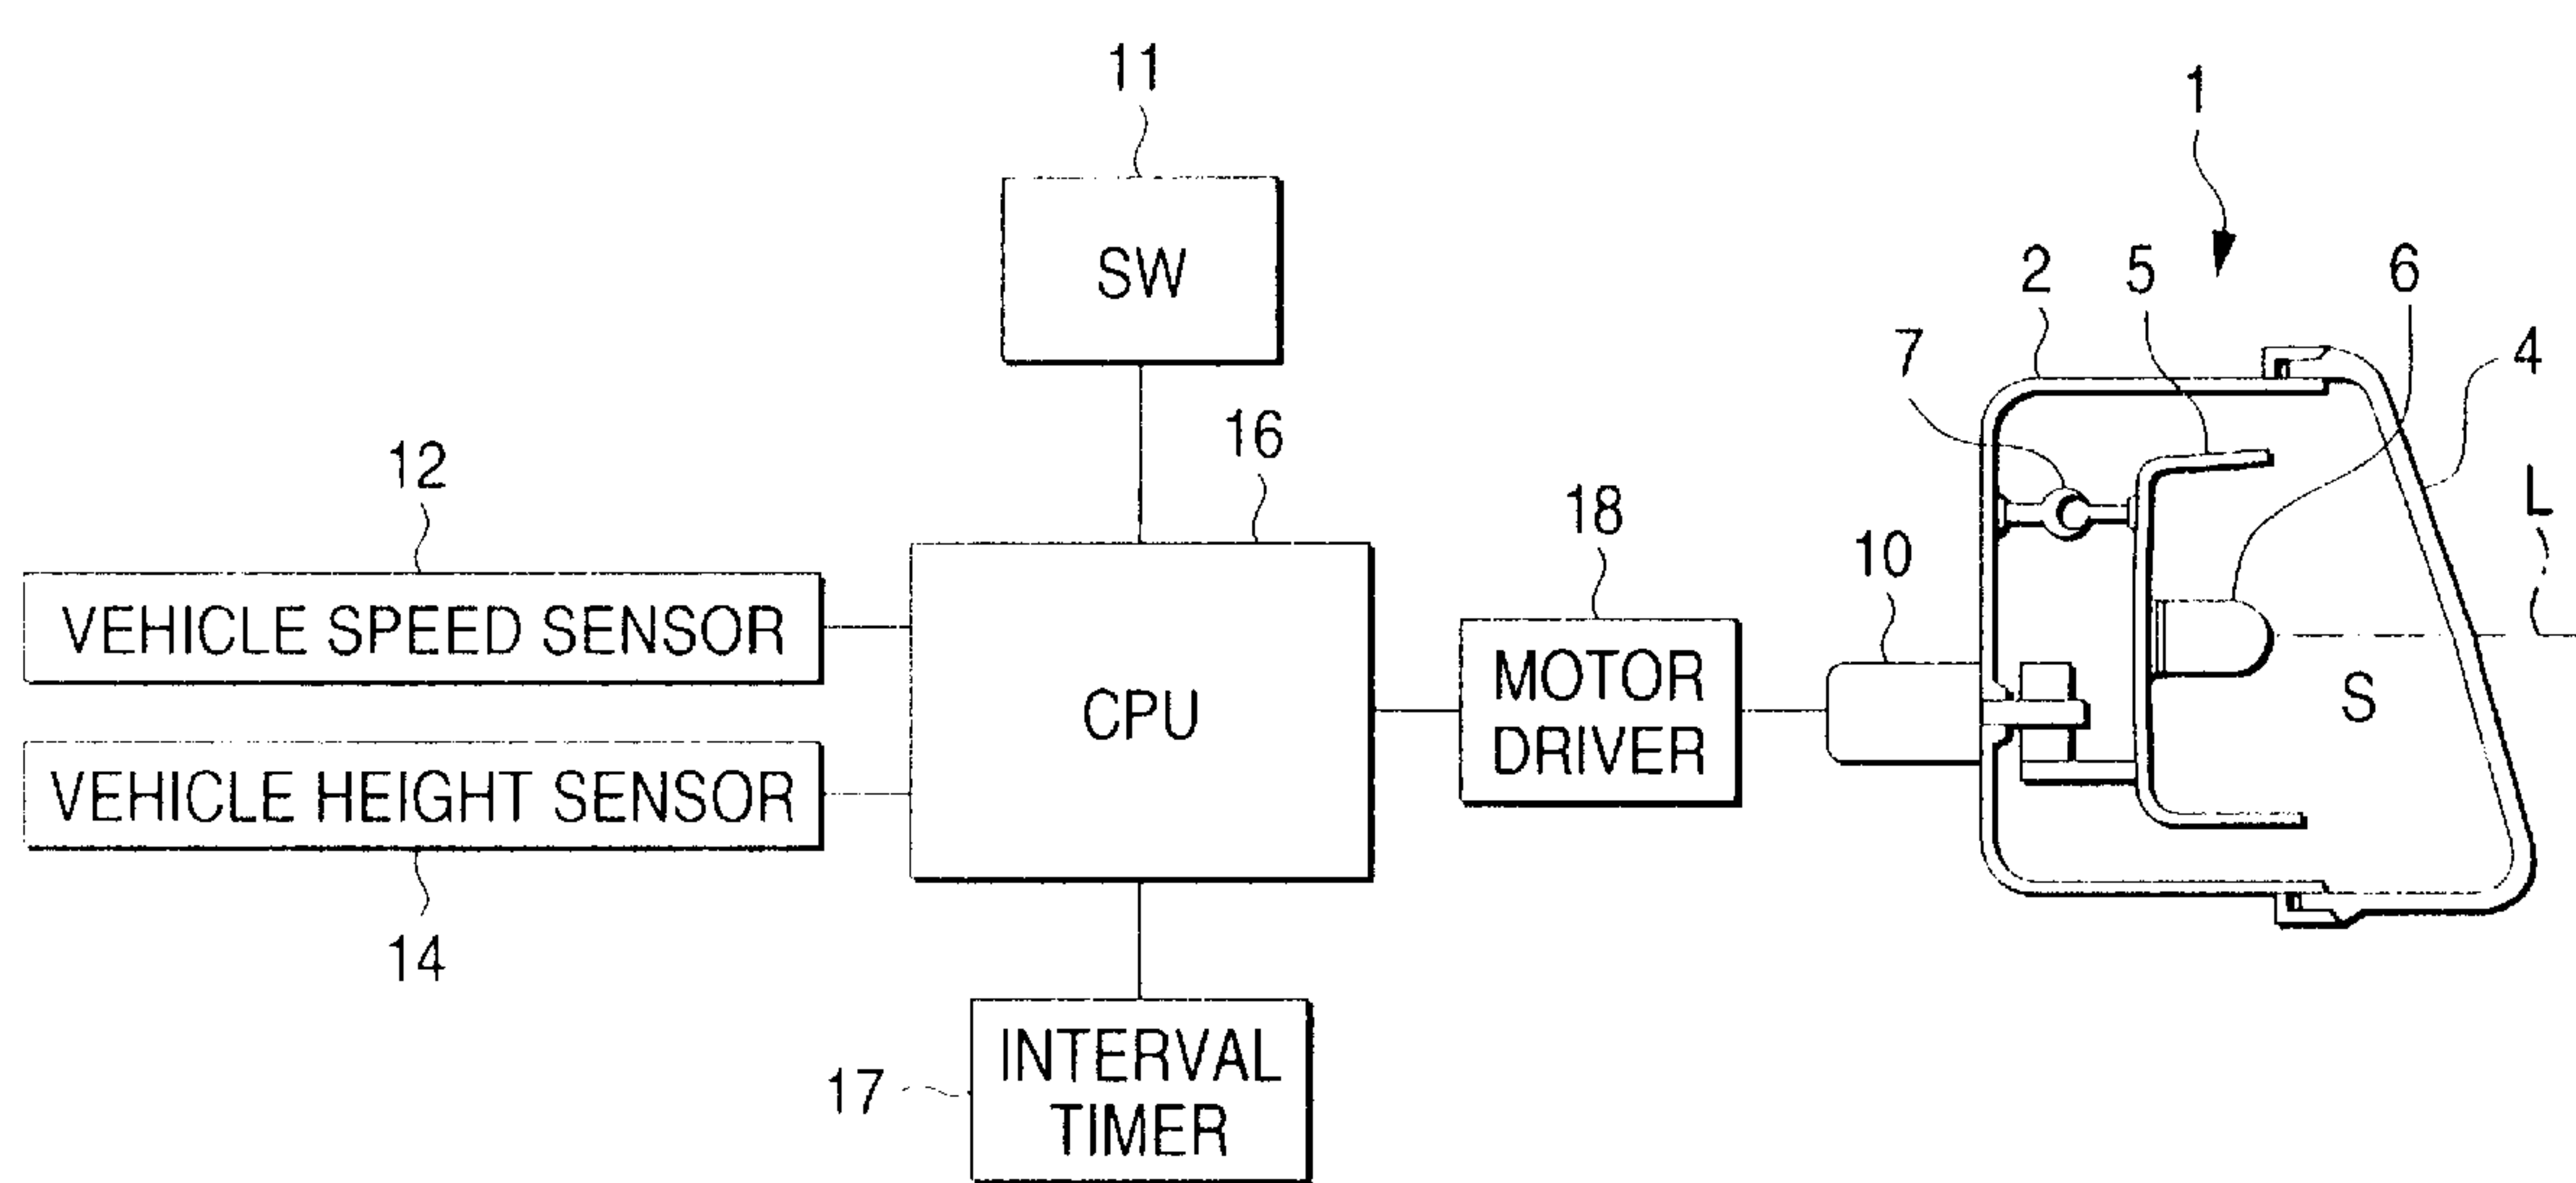 11
SW
1
2
5
6
7
4
12
16
L
18
10
VEHICLE SPEED SENSOR
MOTOR
DRIVER
S
CPU
VEHICLE HEIGHT SENSOR
14
INTERVAL
TIMER
17